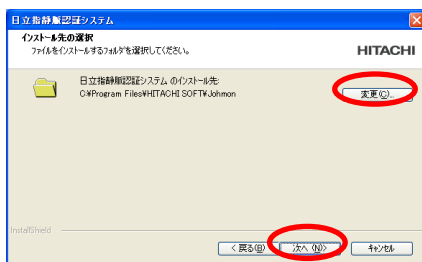 日立指静脈認証システム
インストール先の選択
ファイルをインストールするフォルダを選択してください。
HITACHI
日立指静脈認証システム のインストール先:
C:¥Program Files¥HITACHI SOFT¥Johmon
変更(C)...
InstallShield
< 戻る(B)
次へ (N)>
キャンセル